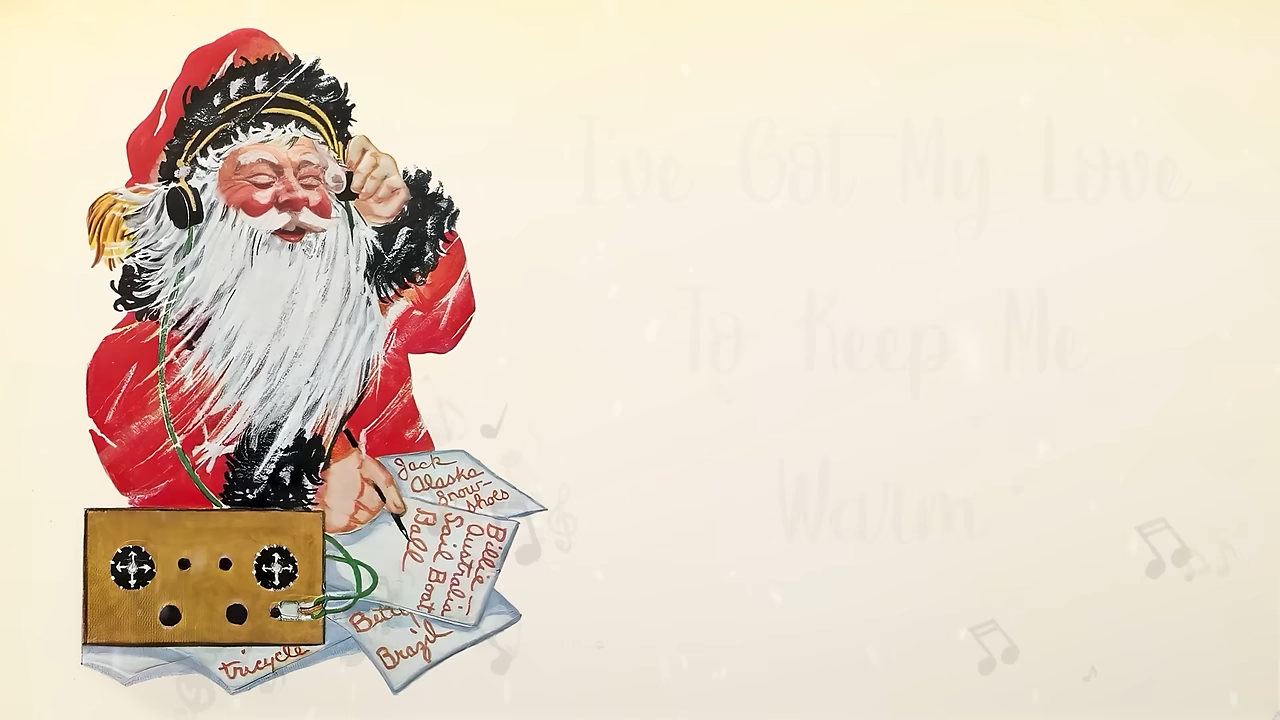 I've Got My Love
To Keep Me
Warm
Jack
Alaska
Snow-
shoes
Billie—
Australia
Sail Boat
Ball
Betty
Brazil
tricycle